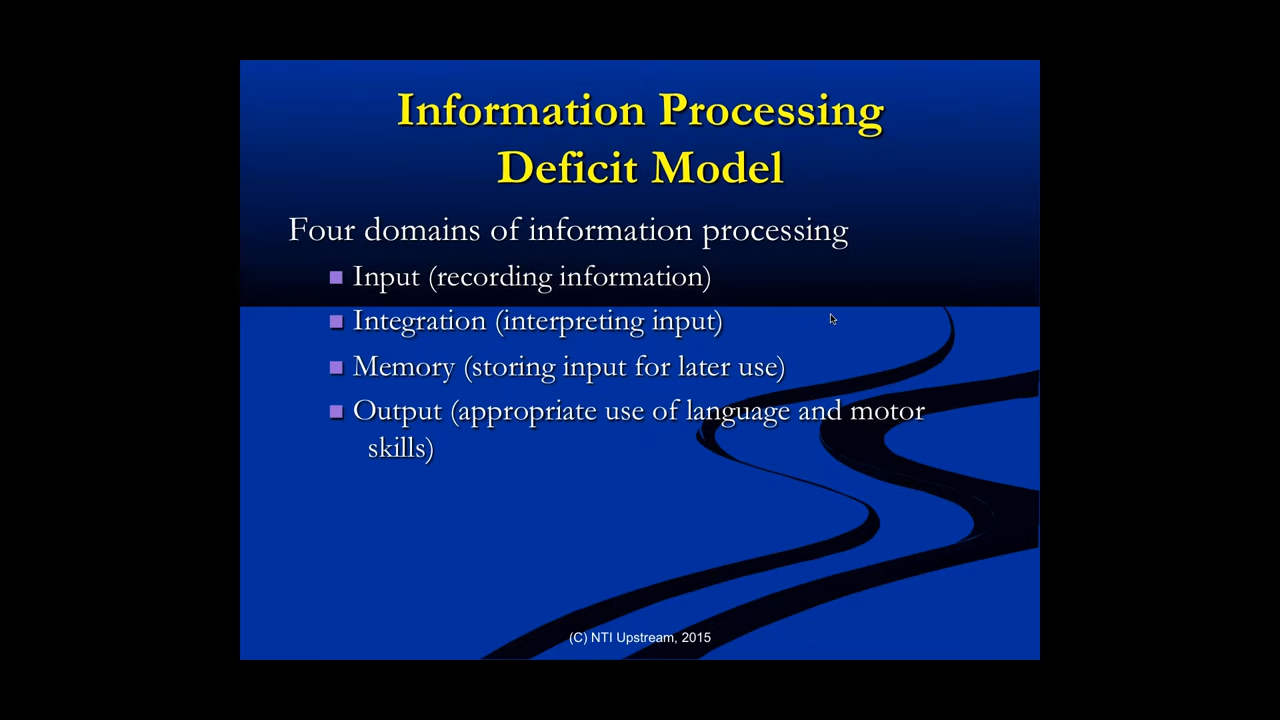 Information Processing
Deficit Model
Four domains of information processing
Input (recording information)
Integration (interpreting input)
Memory (storing input for later use)
Output (appropriate use of language and motor
skills)
(C) NTI Upstream, 2015